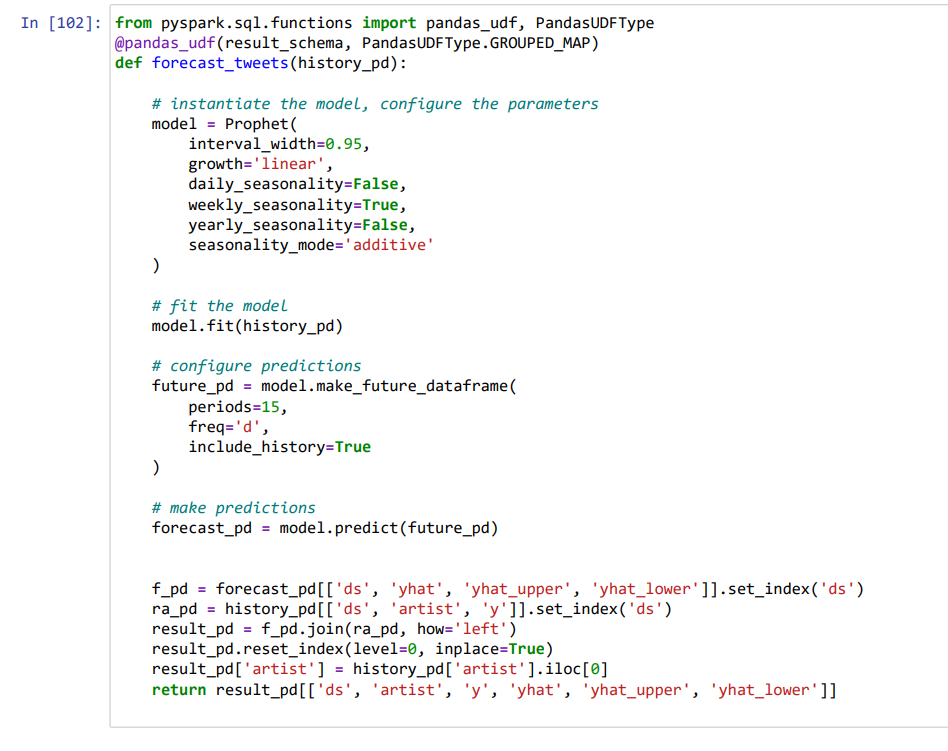 In [102]: from pyspark.sql.functions import pandas_udf, PandasUDFType
@pandas_udf(result_schema, PandasUDFType.GROUPED_MAP)
def forecast_tweets(history_pd):
# instantiate the model, configure the parameters
model = Prophet(
interval_width=0.95,
growth='linear',
daily_seasonality=False,
weekly_seasonality=True,
yearly_seasonality=False,
seasonality_mode='additive'
)
# fit the model
model.fit(history_pd)
# configure predictions
future_pd = model.make_future_dataframe(
periods=15,
freq='d',
include_history=True
)
# make predictions
forecast_pd = model.predict(future_pd)
f_pd = forecast_pd[['ds', 'yhat', 'yhat_upper', 'yhat_lower']].set_index('ds')
ra_pd = history_pd[['ds', 'artist', 'y']].set_index('ds')
result_pd = f_pd.join(ra_pd, how='left')
result_pd.reset_index(level=0, inplace=True)
result_pd['artist'] = history_pd['artist'].iloc[0]
return result_pd[['ds', 'artist', 'y', 'yhat', 'yhat_upper', 'yhat_lower']]